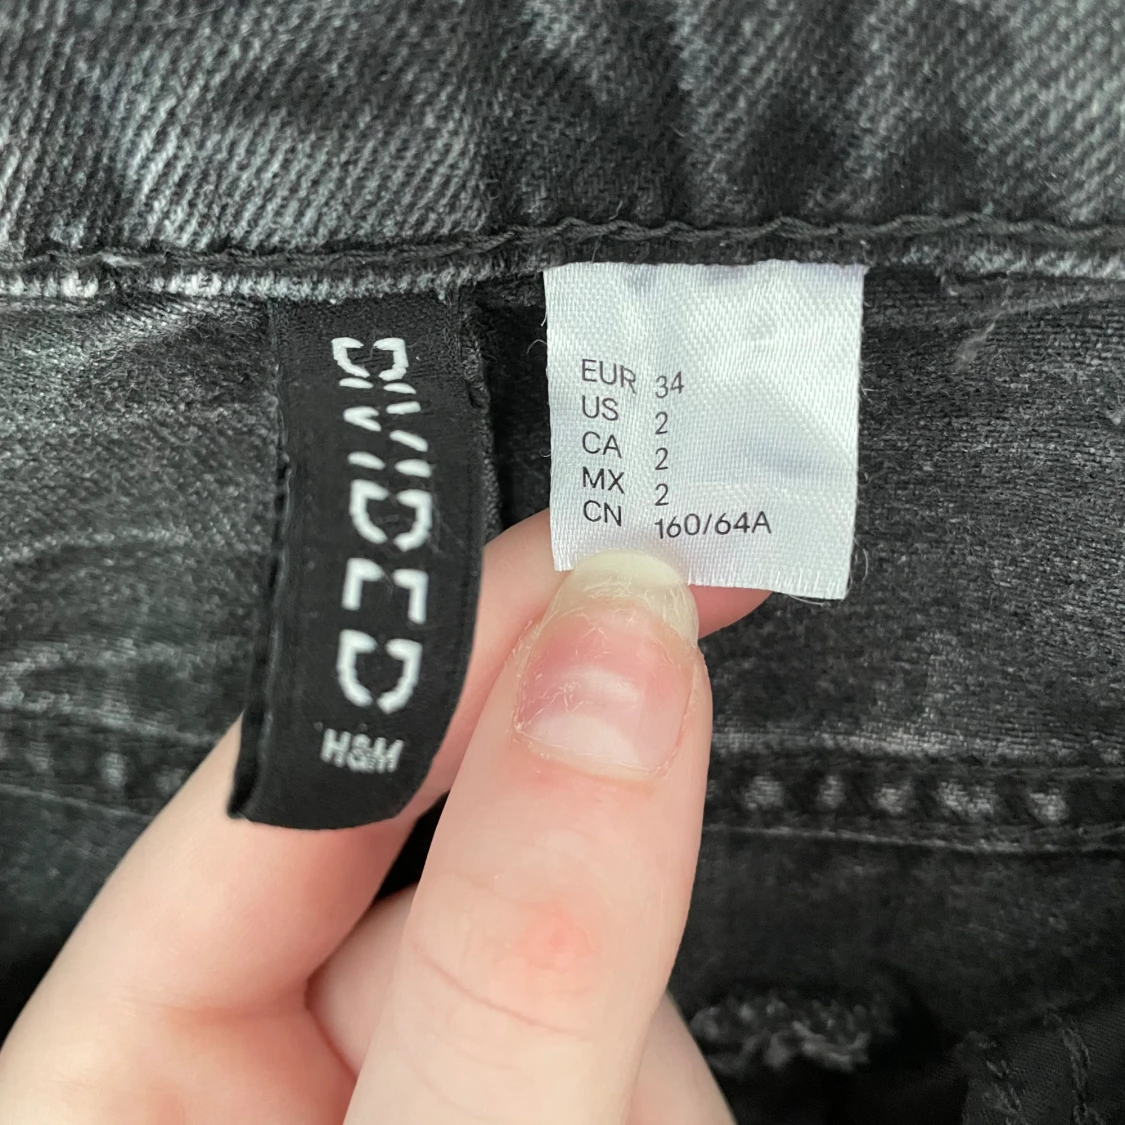 DIVIDED
H&M
EUR 34
US 2
CA 2
MX 2
CN 160/64A